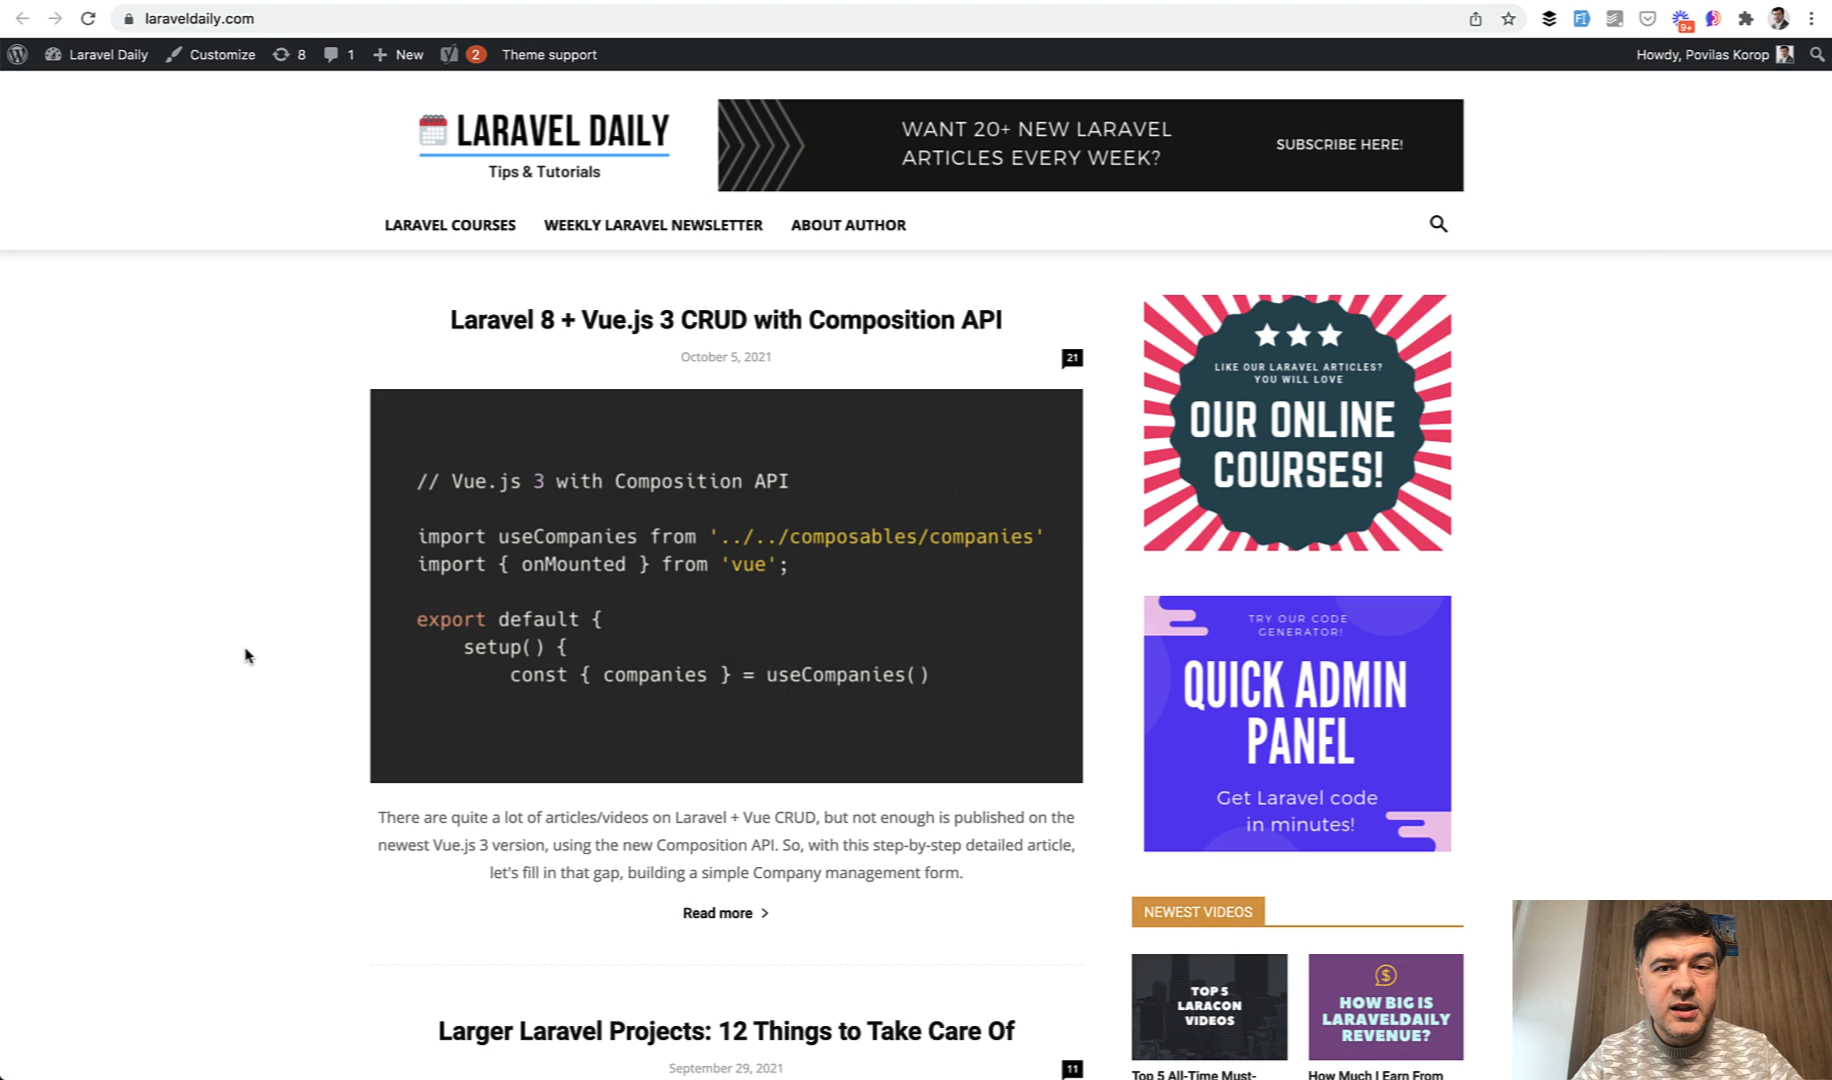 laraveldaily.com
9+
Laravel Daily
Customize
8
1
New
2
Theme support
Howdy, Povilas Korop
LARAVEL DAILY
Tips & Tutorials
WANT 20+ NEW LARAVEL
ARTICLES EVERY WEEK?
SUBSCRIBE HERE!
LARAVEL COURSES
WEEKLY LARAVEL NEWSLETTER
ABOUT AUTHOR
Laravel 8 + Vue.js 3 CRUD with Composition API
October 5, 2021
21
// Vue.js 3 with Composition API
import useCompanies from '../../composables/companies'
import { onMounted } from 'vue';
export default {
setup() {
const { companies } = useCompanies()
There are quite a lot of articles/videos on Laravel + Vue CRUD, but not enough is published on the
newest Vue.js 3 version, using the new Composition API. So, with this step-by-step detailed article,
let's fill in that gap, building a simple Company management form.
Read more >
Larger Laravel Projects: 12 Things to Take Care Of
September 29, 2021
11
LIKE OUR LARAVEL ARTICLES?
YOU WILL LOVE
OUR ONLINE
COURSES!
TRY OUR CODE
GENERATOR!
QUICK ADMIN
PANEL
Get Laravel code
in minutes!
NEWEST VIDEOS
TOP 5
LARACON
VIDEOS
HOW BIG IS
LARAVELDAILY
REVENUE?
Top 5 All-Time Must-
How Much I Earn From